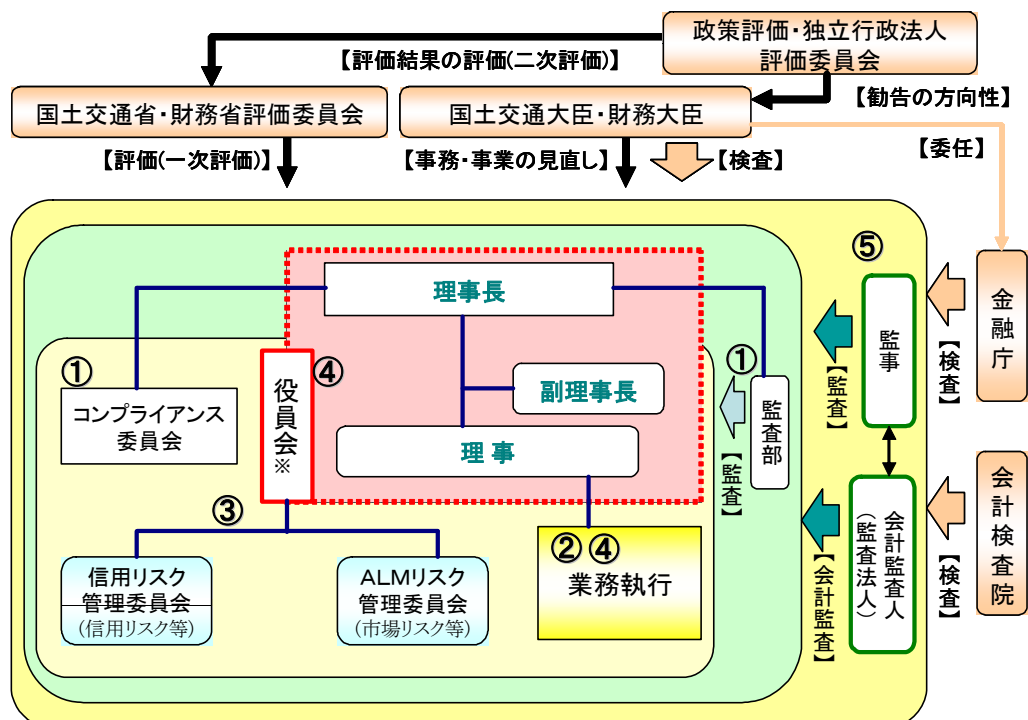 政策評価・独立行政法人
評価委員会
【評価結果の評価(二次評価)】
【勧告の方向性】
国土交通省・財務省評価委員会
国土交通大臣・財務大臣
【評価(一次評価)】
【事務・事業の見直し】
【検査】
【委任】
⑤
理事長
監事
【監査】
金融庁
【検査】
①
コンプライアンス
委員会
役員会※
④
副理事長
理 事
①
監査部
【監査】
③
信用リスク
管理委員会
(信用リスク等)
ALMリスク
管理委員会
(市場リスク等)
② ④
業務執行
会計監査人
(監査法人)
【会計監査】
会計検査院
【検査】